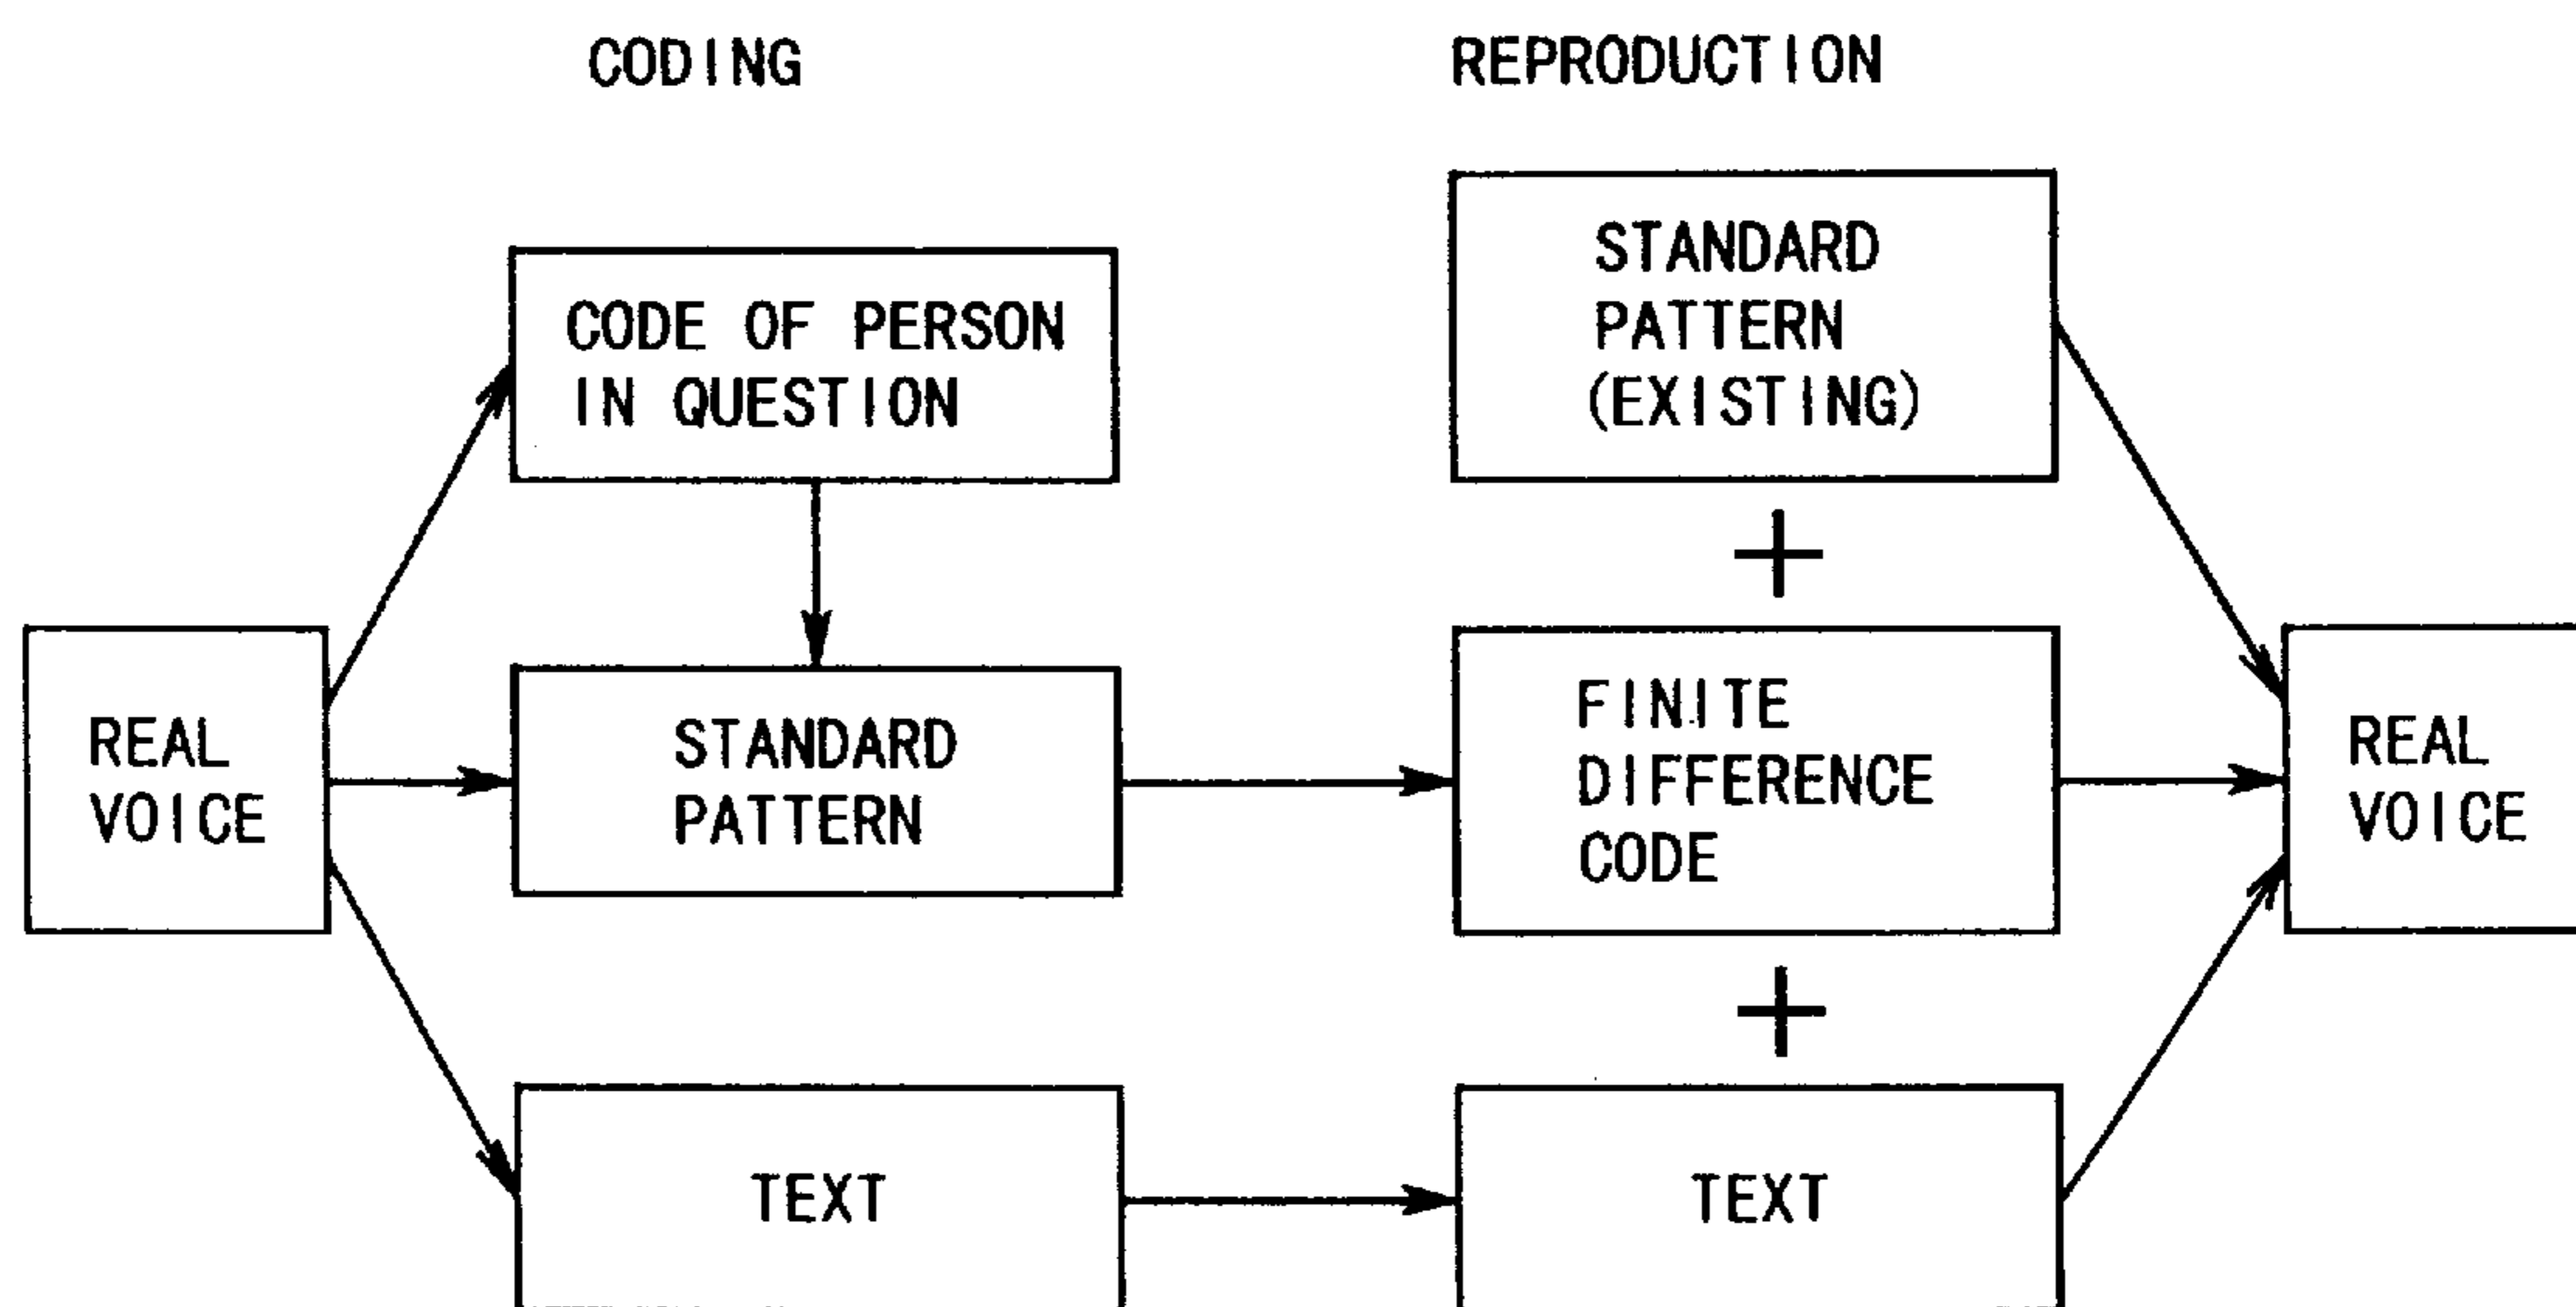 CODING
REPRODUCTION
CODE OF PERSON
IN QUESTION
STANDARD
PATTERN
(EXISTING)
+
REAL
VOICE
STANDARD
PATTERN
FINITE
DIFFERENCE
CODE
REAL
VOICE
+
TEXT
TEXT